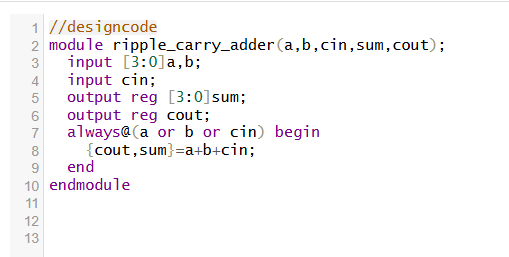 1 //designcode
2 module ripple_carry_adder(a,b,cin,sum,cout);
3 input [3:0]a,b;
4 input cin;
5 output reg [3:0]sum;
6 output reg cout;
7 always@(a or b or cin) begin
8 {cout,sum}=a+b+cin;
9 end
10 endmodule
11
12
13